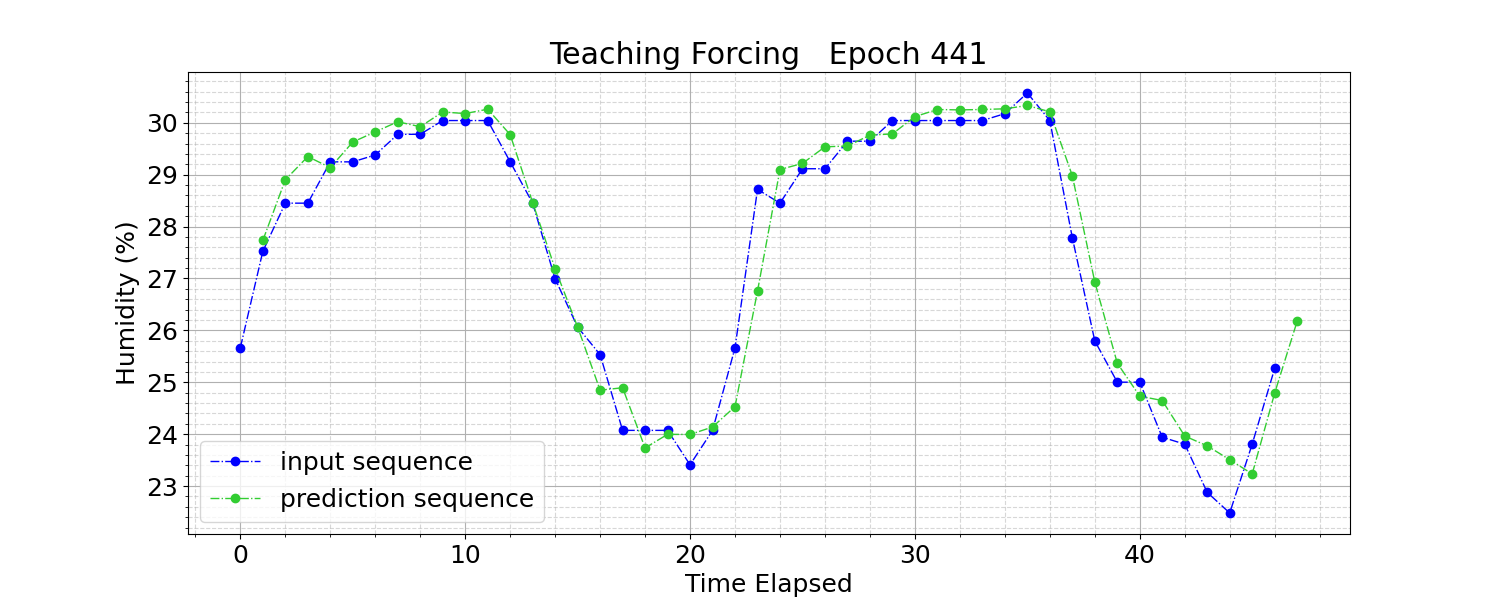 Teaching Forcing   Epoch 441
Humidity (%)
30
29
28
27
26
25
24
23
input sequence
prediction sequence
0 10 20 30 40
Time Elapsed